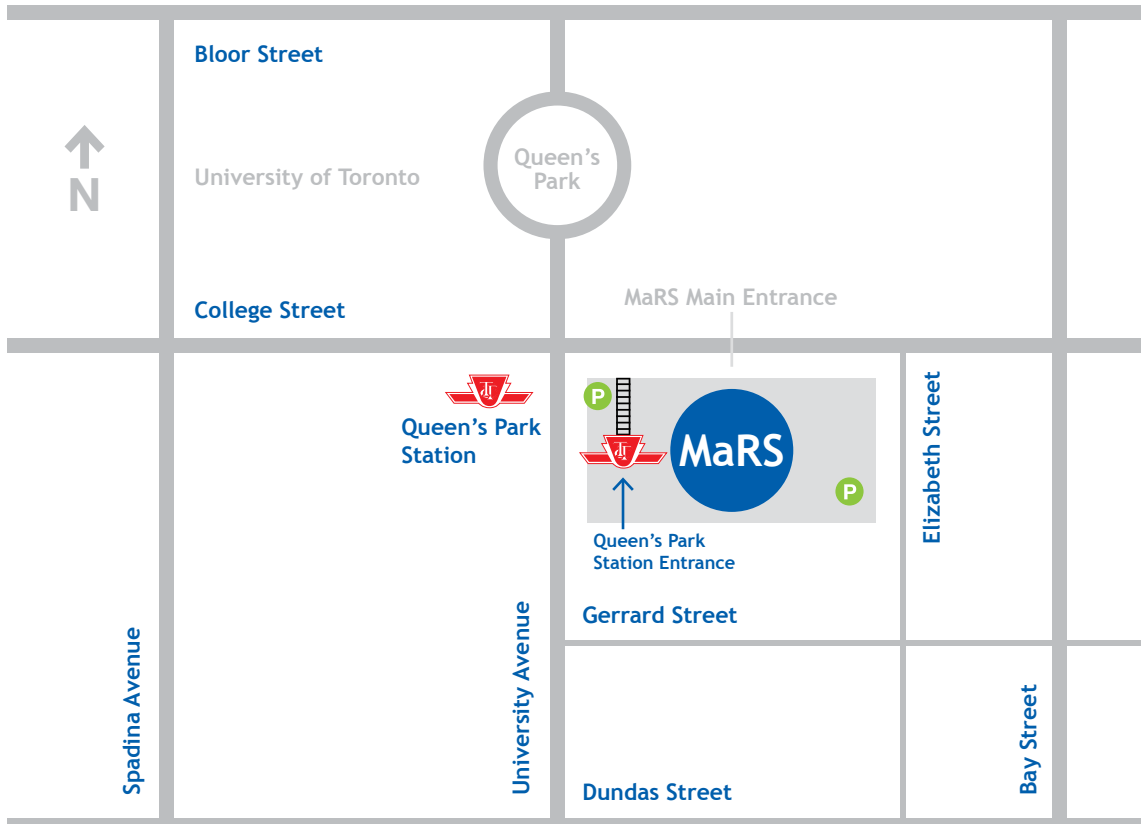 Bloor Street
University of Toronto
Queen's
Park
N
College Street
MaRS Main Entrance
P
Queen's Park
Station
MaRS
P
Queen's Park
Station Entrance
Elizabeth Street
Gerrard Street
Spadina Avenue
University Avenue
Bay Street
Dundas Street